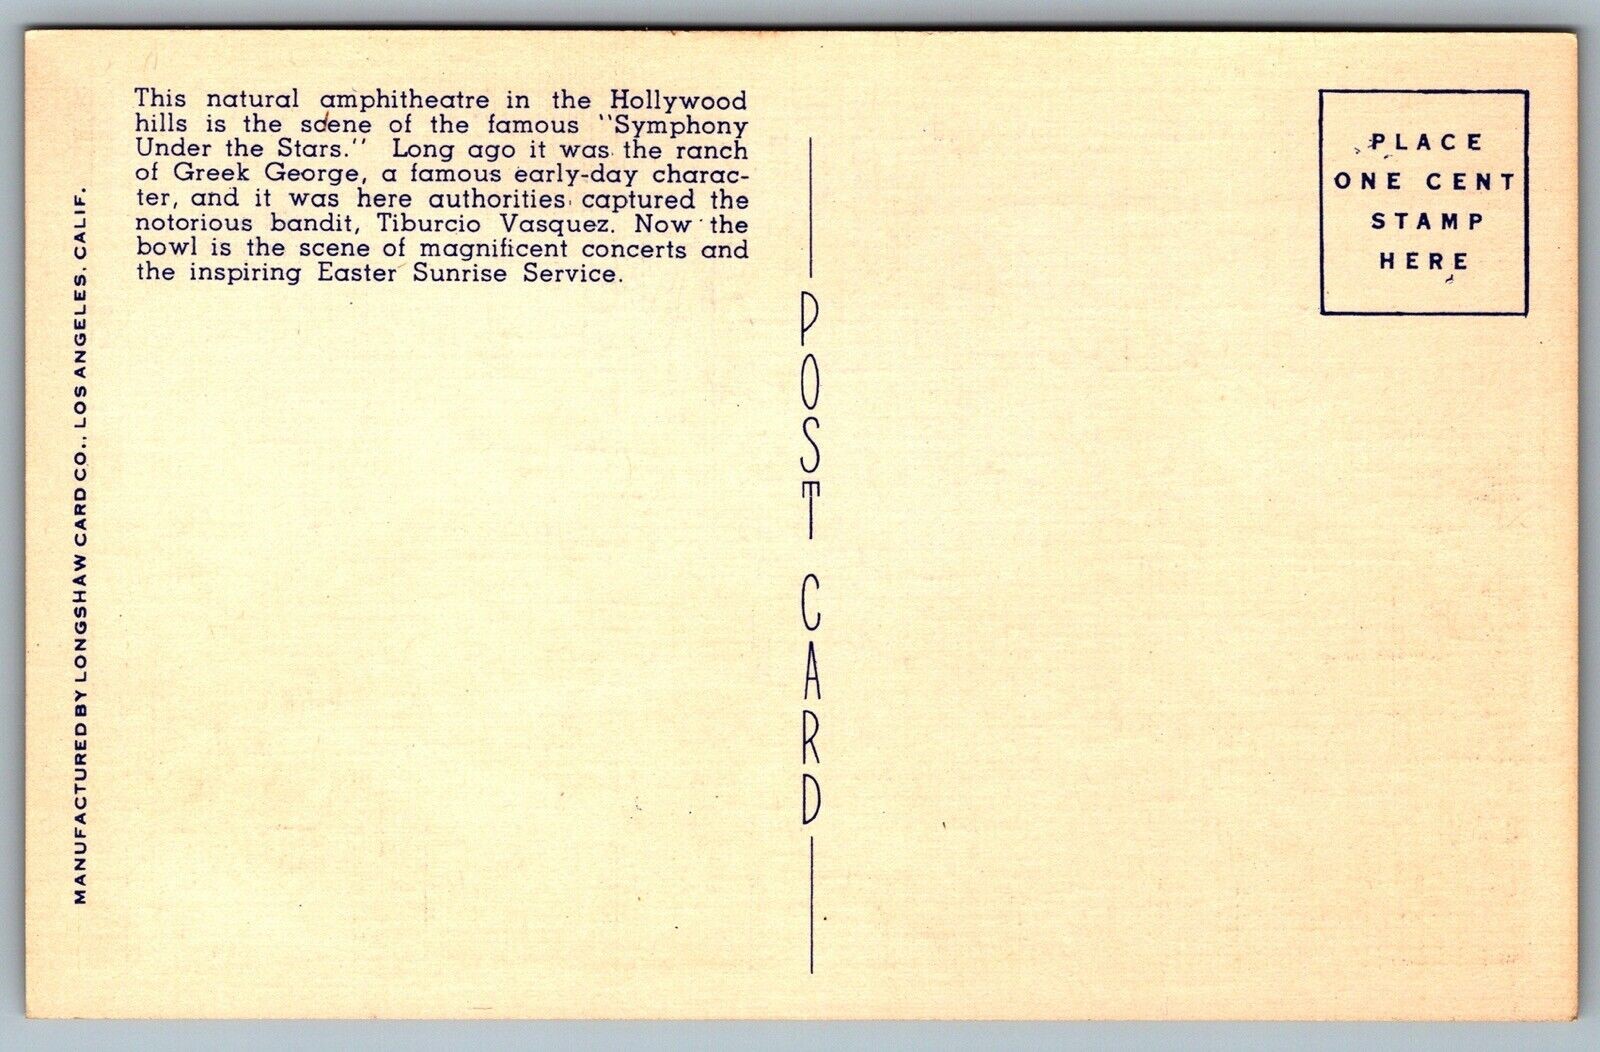 This natural amphitheatre in the Hollywood
hills is the scene of the famous "Symphony
Under the Stars." Long ago it was the ranch
of Greek George, a famous early-day charac-
ter, and it was here authorities captured the
notorious bandit, Tiburcio Vasquez. Now the
bowl is the scene of magnificent concerts and
the inspiring Easter Sunrise Service.
MANUFACTURED BY LONGSHAW CARD CO., LOS ANGELES, CALIF.
POST CARD
PLACE
ONE CENT
STAMP
HERE